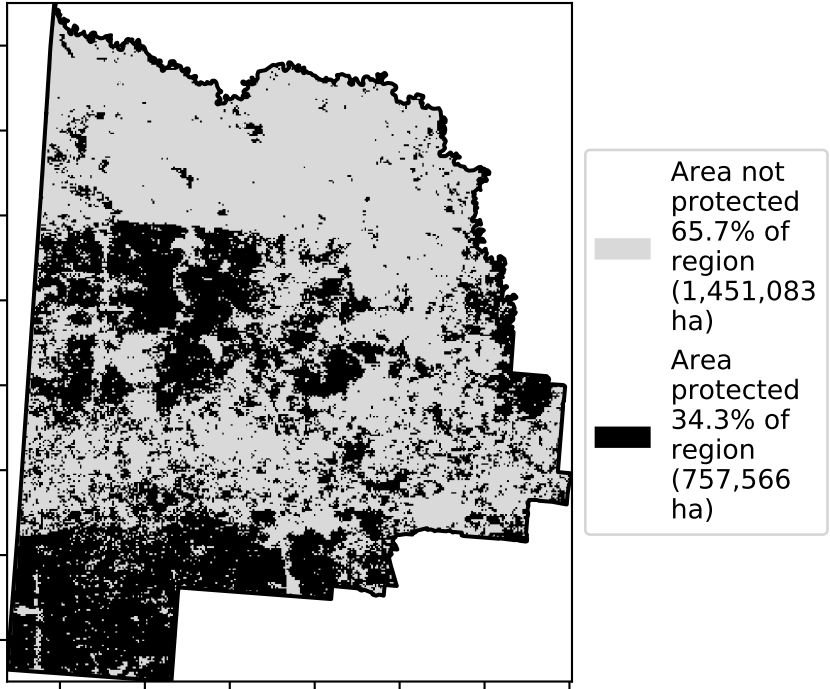 Area not
protected
65.7% of
region
(1,451,083
ha)
Area
protected
34.3% of
region
(757,566
ha)